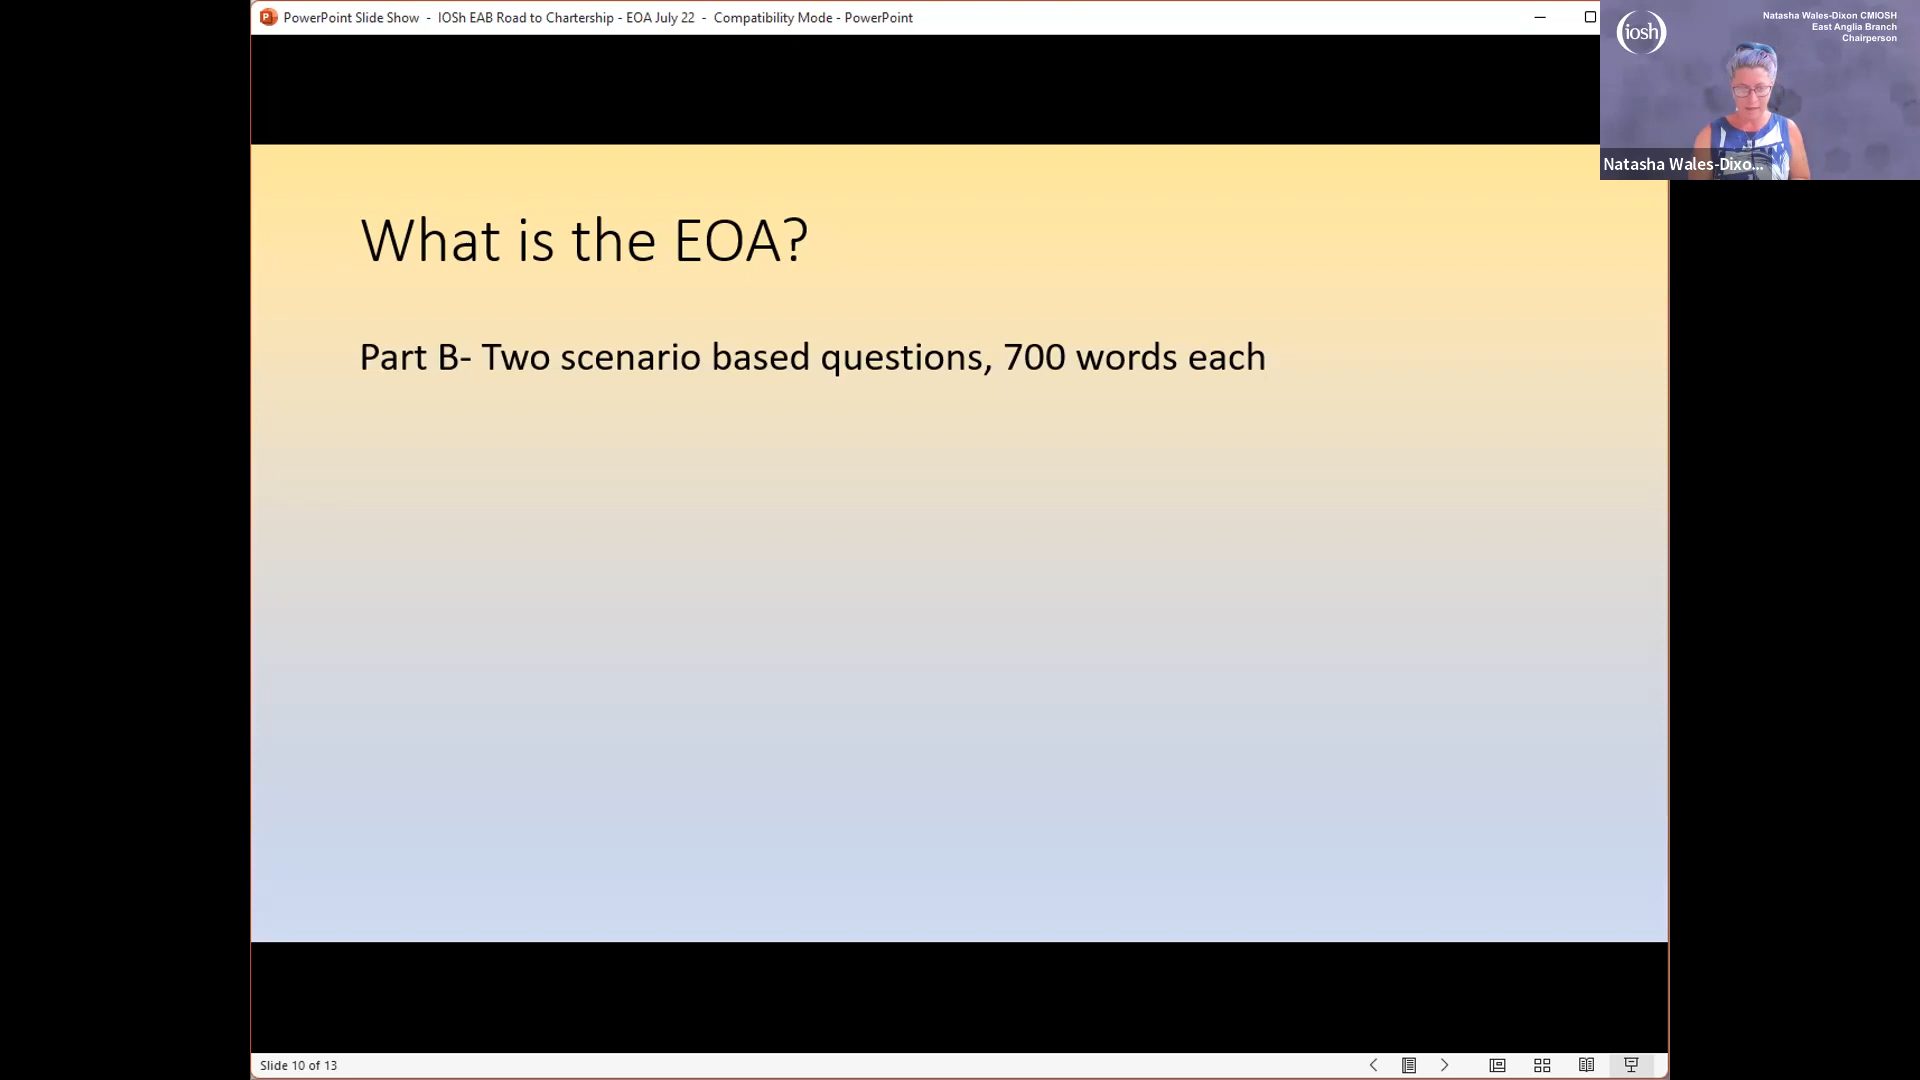 PowerPoint Slide Show - IOSh EAB Road to Chartership - EOA July 22 - Compatibility Mode - PowerPoint
iosh
Natasha Wales-Dixon CMIOSH
East Anglia Branch
Chairperson
Natasha Wales-Dixo...
What is the EOA?
Part B- Two scenario based questions, 700 words each
Slide 10 of 13